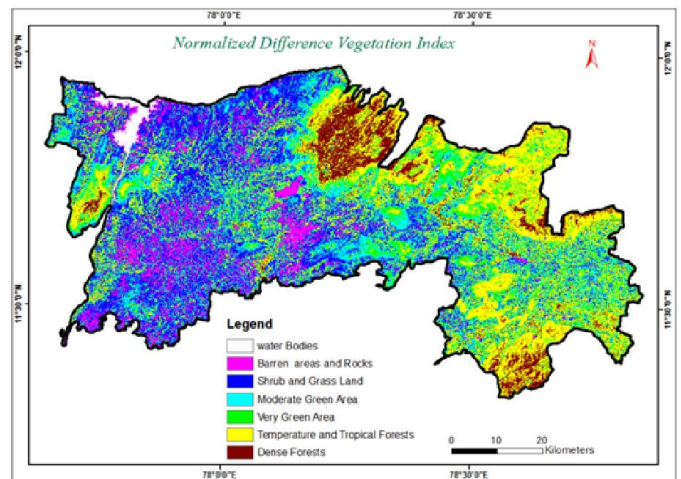 78°0'0"E 78°30'0"E
Normalized Difference Vegetation Index
N
12°0'0"N 12°0'0"N
11°30'0"N 11°30'0"N
Legend
water Bodies
Barren areas and Rocks
Shrub and Grass Land
Moderate Green Area
Very Green Area
Temperature and Tropical Forests
Dense Forests
0 10 20
Kilometers
78°0'0"E 78°30'0"E